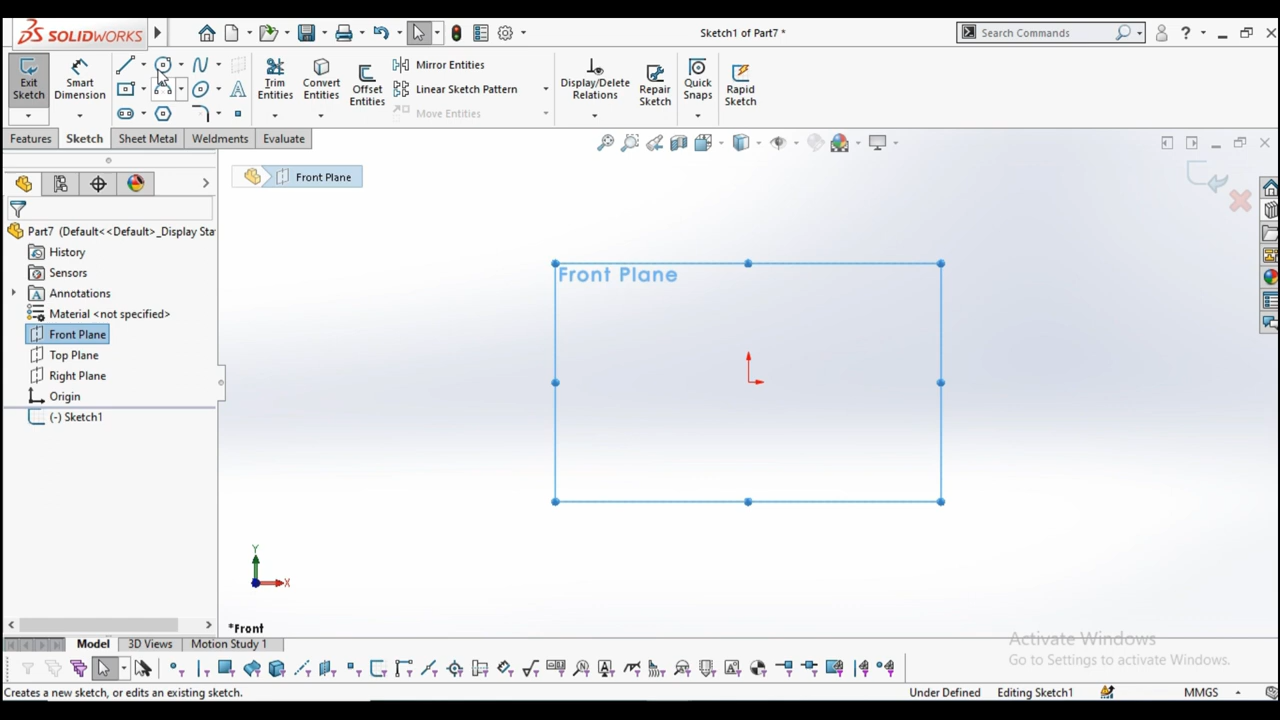 SOLIDWORKS
Sketch1 of Part7 *
Search Commands
Exit Sketch
Smart Dimension
Trim Entities
Convert Entities
Offset Entities
Mirror Entities
Linear Sketch Pattern
Move Entities
Display/Delete Relations
Repair Sketch
Quick Snaps
Rapid Sketch
Features
Sketch
Sheet Metal
Weldments
Evaluate
Front Plane
Part7 (Default<<Default>_Display Sta
History
Sensors
Annotations
Material <not specified>
Front Plane
Top Plane
Right Plane
Origin
(-) Sketch1
Front Plane
Y
X
*Front
Model
3D Views
Motion Study 1
Activate Windows
Go to Settings to activate Windows.
Creates a new sketch, or edits an existing sketch.
Under Defined
Editing Sketch1
MMGS